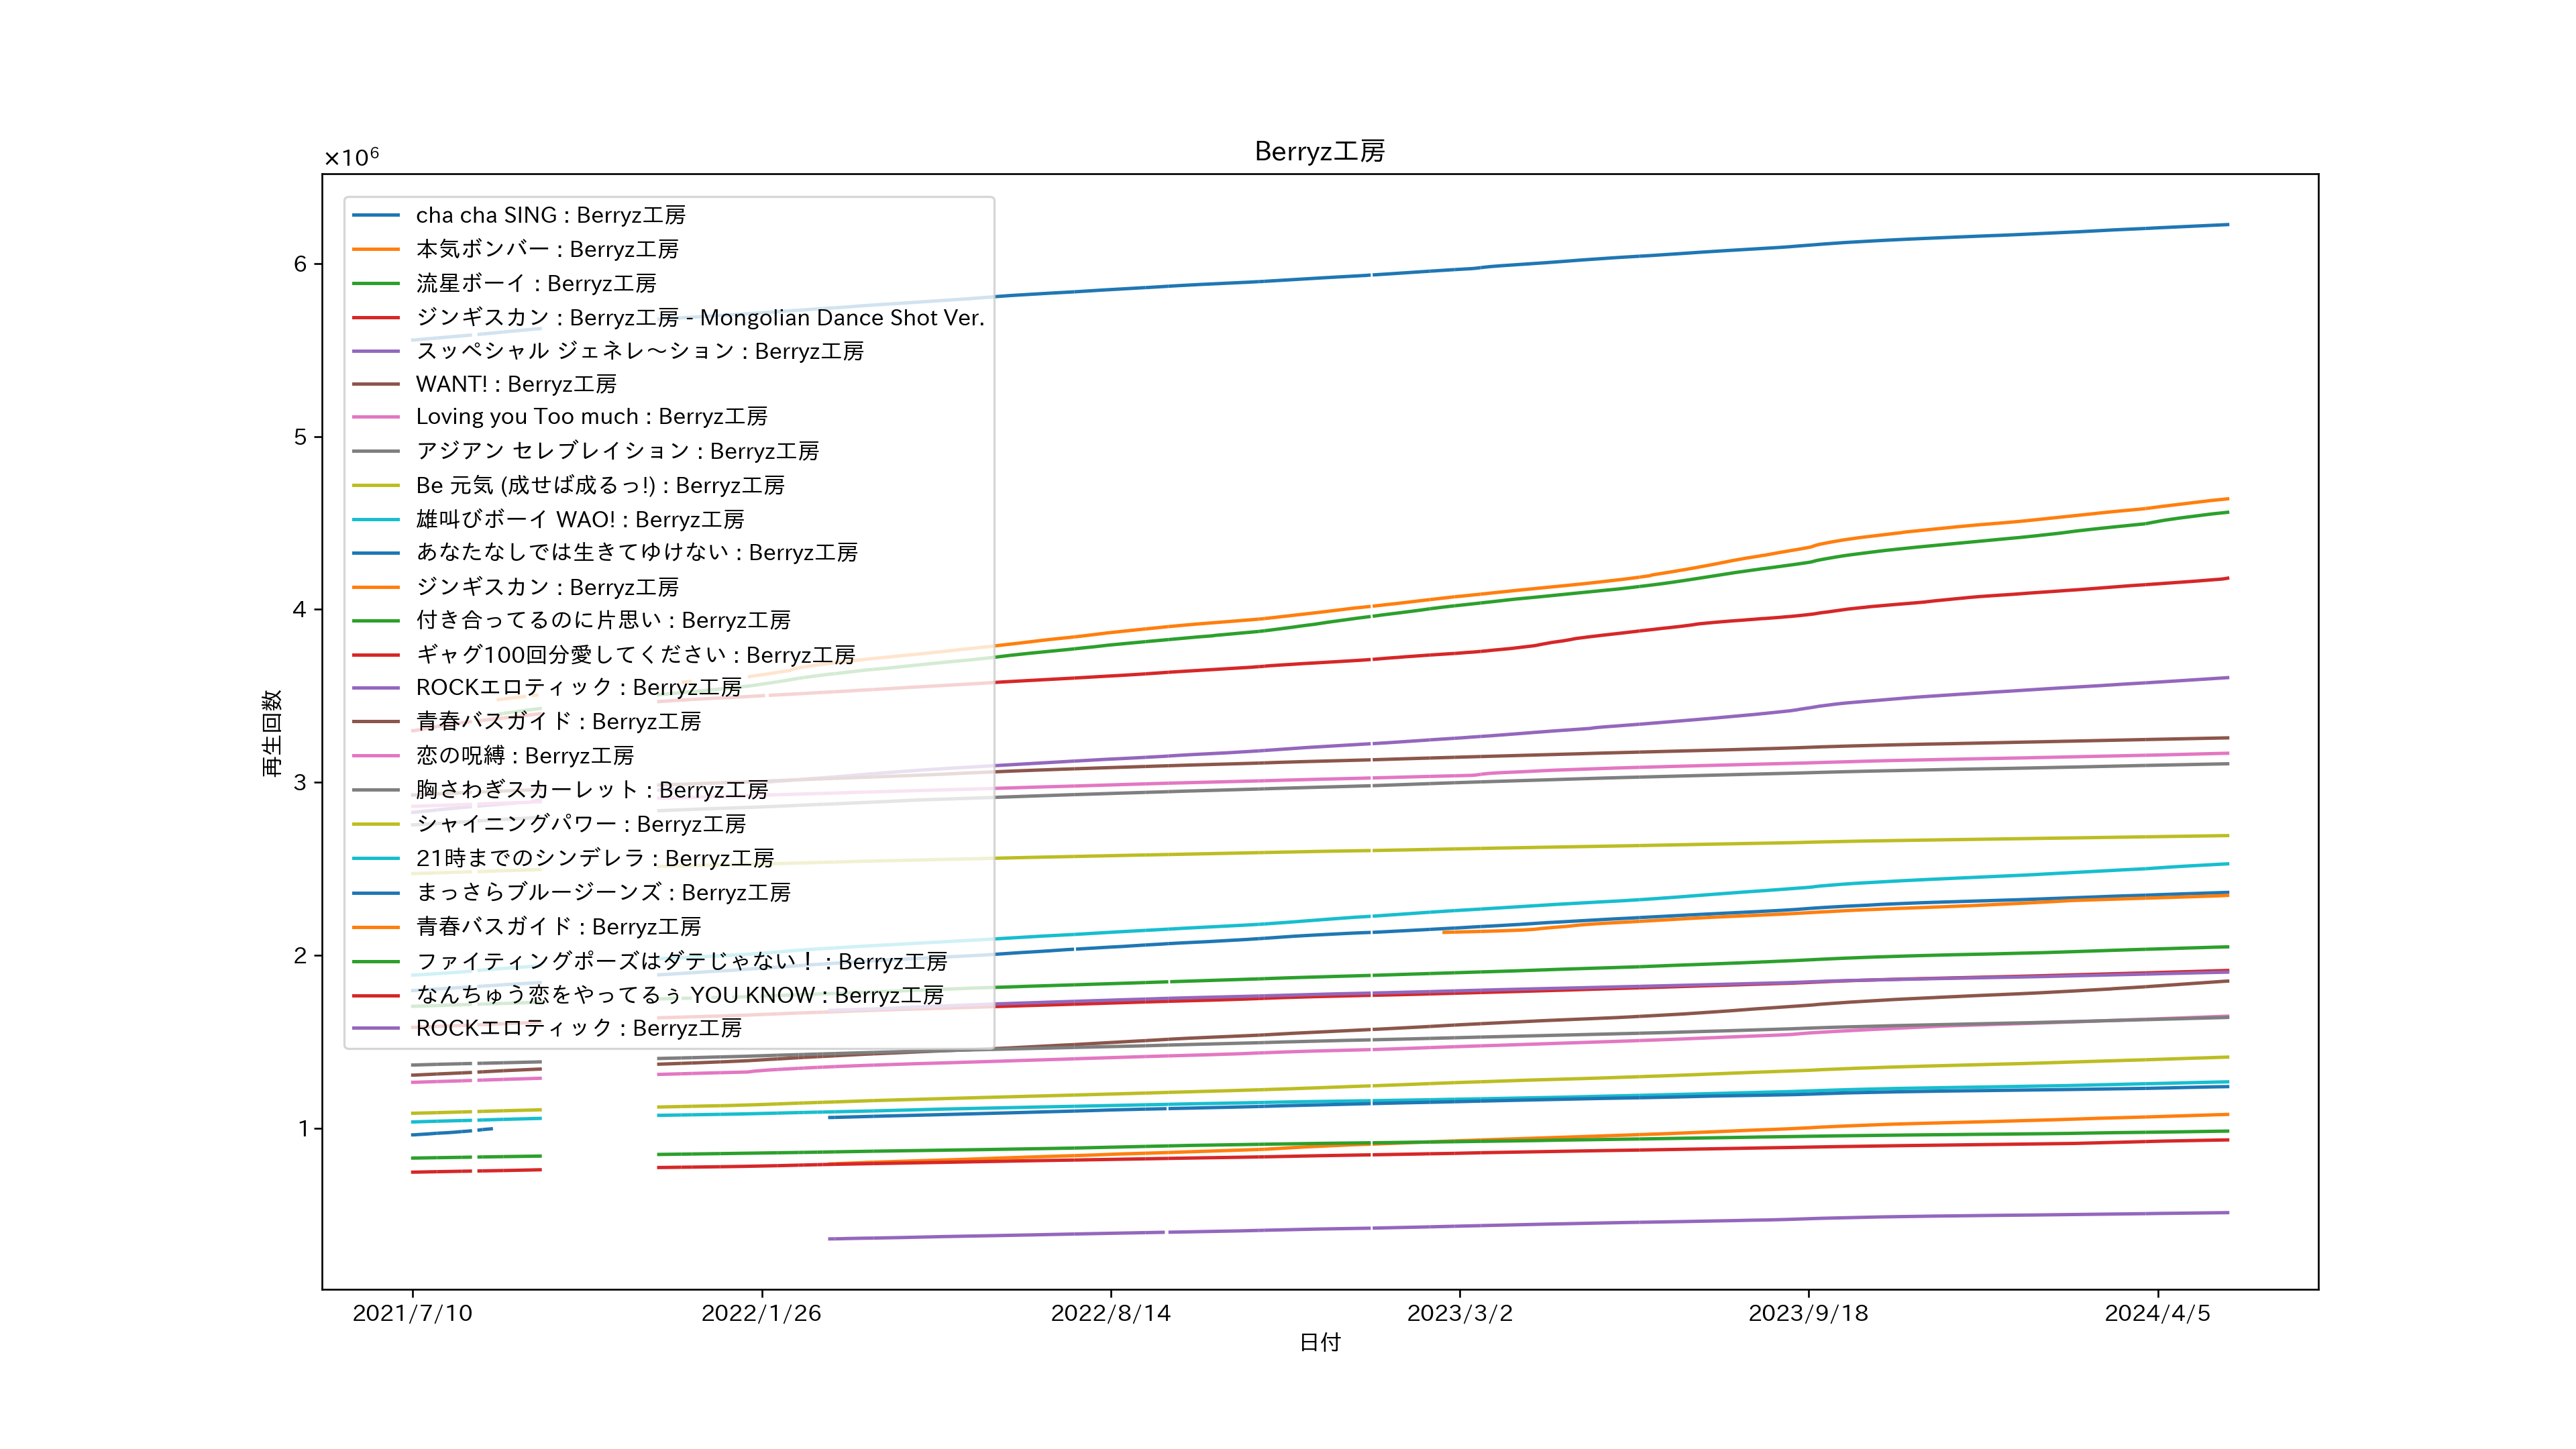 Berryz工房
×10⁶
cha cha SING : Berryz工房
本気ボンバー : Berryz工房
流星ボーイ : Berryz工房
ジンギスカン : Berryz工房 - Mongolian Dance Shot Ver.
スッペシャル ジェネレ～ション : Berryz工房
WANT! : Berryz工房
Loving you Too much : Berryz工房
アジアン セレブレイション : Berryz工房
Be 元気 (成せば成るっ!) : Berryz工房
雄叫びボーイ WAO! : Berryz工房
あなたなしでは生きてゆけない : Berryz工房
ジンギスカン : Berryz工房
付き合ってるのに片思い : Berryz工房
ギャグ100回分愛してください : Berryz工房
ROCKエロティック : Berryz工房
青春バスガイド : Berryz工房
恋の呪縛 : Berryz工房
胸さわぎスカーレット : Berryz工房
シャイニングパワー : Berryz工房
21時までのシンデレラ : Berryz工房
まっさらブルージーンズ : Berryz工房
青春バスガイド : Berryz工房
ファイティングポーズはダテじゃない！ : Berryz工房
なんちゅう恋をやってるぅ YOU KNOW : Berryz工房
ROCKエロティック : Berryz工房
6
5
4
3
2
1
再生回数
2021/7/10
2022/1/26
2022/8/14
2023/3/2
2023/9/18
2024/4/5
日付